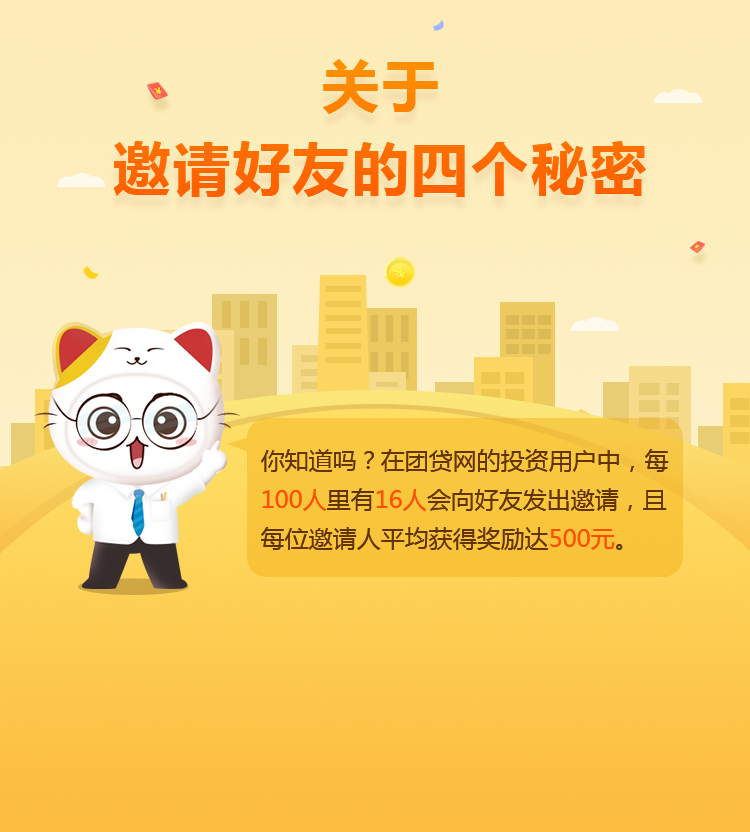 关于
邀请好友的四个秘密
你知道吗？在团贷网的投资用户中，每
100人里有16人会向好友发出邀请，且
每位邀请人平均获得奖励达500元。